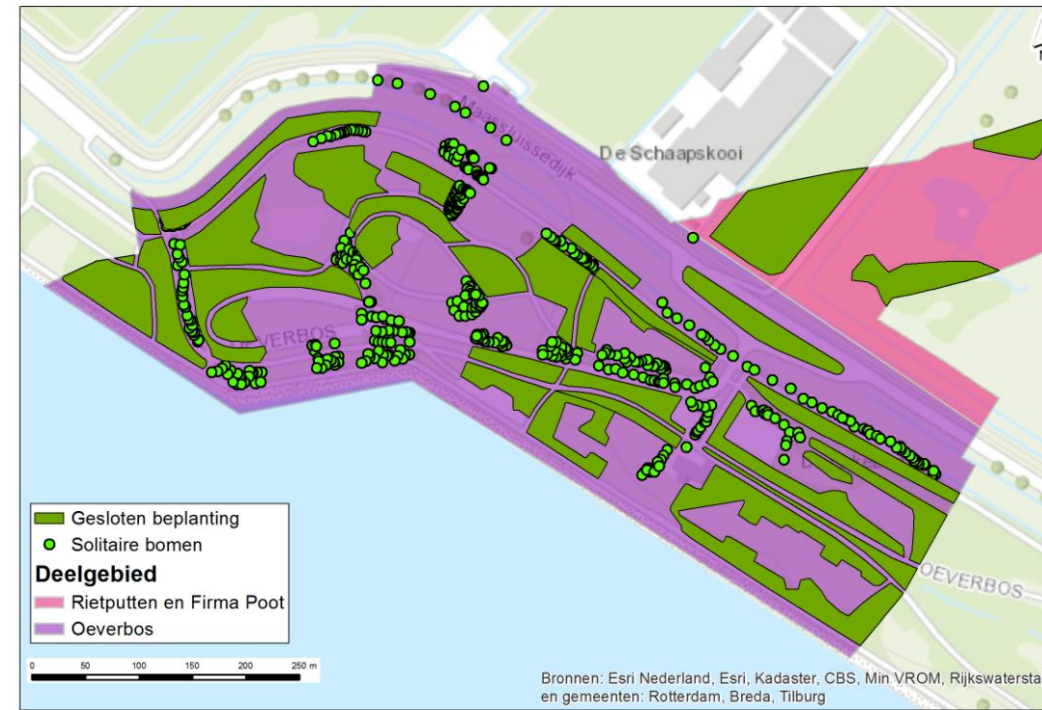 Maassluissedijk
De Schaapskooi
OEVERBOS
OEVERBOS
Gesloten beplanting
Solitaire bomen
Deelgebied
Rietputten en Firma Poot
Oeverbos
0 50 100 150 200 250 m
Bronnen: Esri Nederland, Esri, Kadaster, CBS, Min VROM, Rijkswatersta
en gemeenten: Rotterdam, Breda, Tilburg